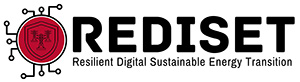 REDISET
Resilient Digital Sustainable Energy Transition